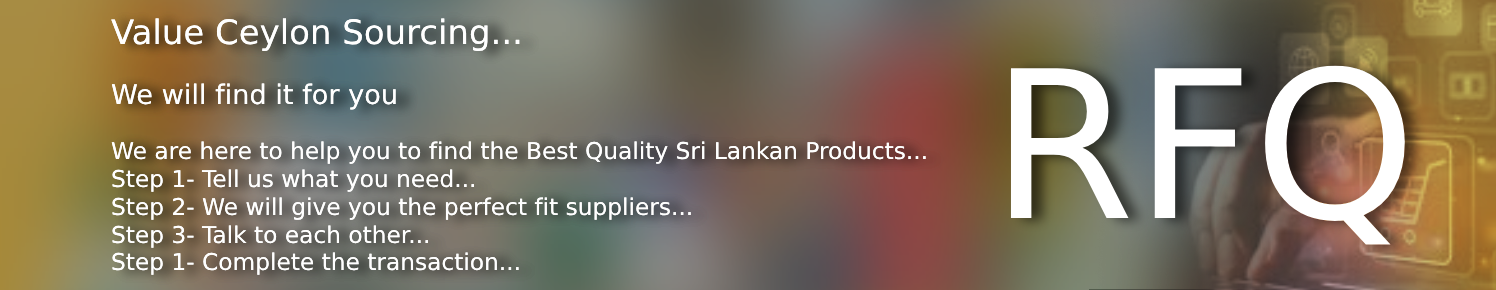 Value Ceylon Sourcing...
We will find it for you
We are here to help you to find the Best Quality Sri Lankan Products...
Step 1- Tell us what you need...
Step 2- We will give you the perfect fit suppliers...
Step 3- Talk to each other...
Step 1- Complete the transaction...
RFQ